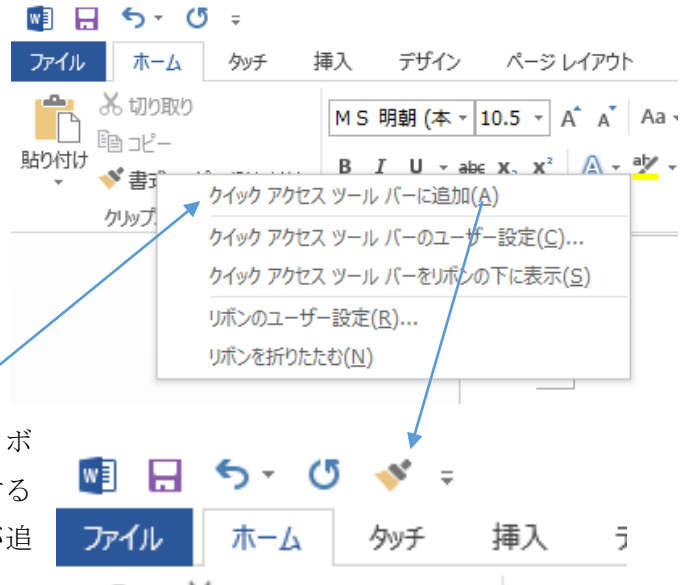 ファイル ホーム タッチ 挿入 デザイン ページ レイアウト
切り取り
MS 明朝 (本 10.5 A A Aa
コピー
貼り付け
B I U abc X₂ X² A ab
クイック アクセス ツール バーに追加(A)
クイック アクセス ツール バーのユーザー設定(C)...
クイック アクセス ツール バーをリボンの下に表示(S)
リボンのユーザー設定(R)...
リボンを折りたたむ(N)
ボ
する
追
ファイル ホーム タッチ 挿入